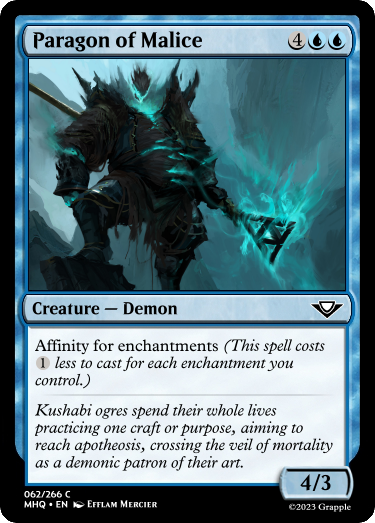 Paragon of Malice 4
Creature — Demon
Affinity for enchantments (This spell costs
1 less to cast for each enchantment you
control.)
Kushabi ogres spend their whole lives
practicing one craft or purpose, aiming to
reach apotheosis, crossing the veil of mortality
as a demonic patron of their art.
4/3
062/266 C
MHQ • EN Efflam Mercier
©2023 Grapple